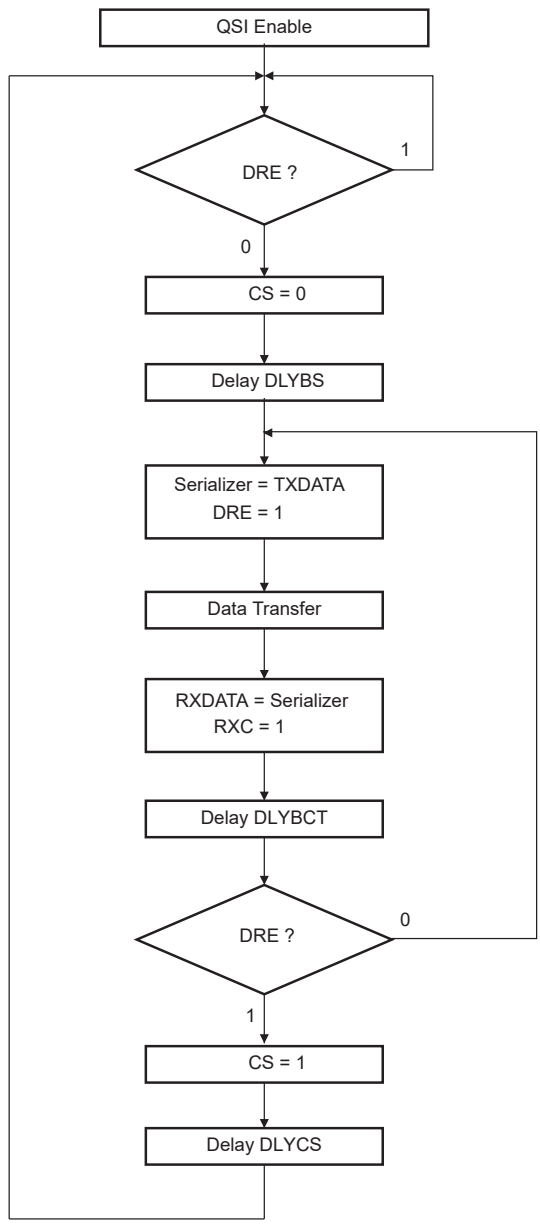 QSI Enable
DRE ?
1
0
CS = 0
Delay DLYBS
Serializer = TXDATA
DRE = 1
Data Transfer
RXDATA = Serializer
RXC = 1
Delay DLYBCT
DRE ?
0
1
CS = 1
Delay DLYCS